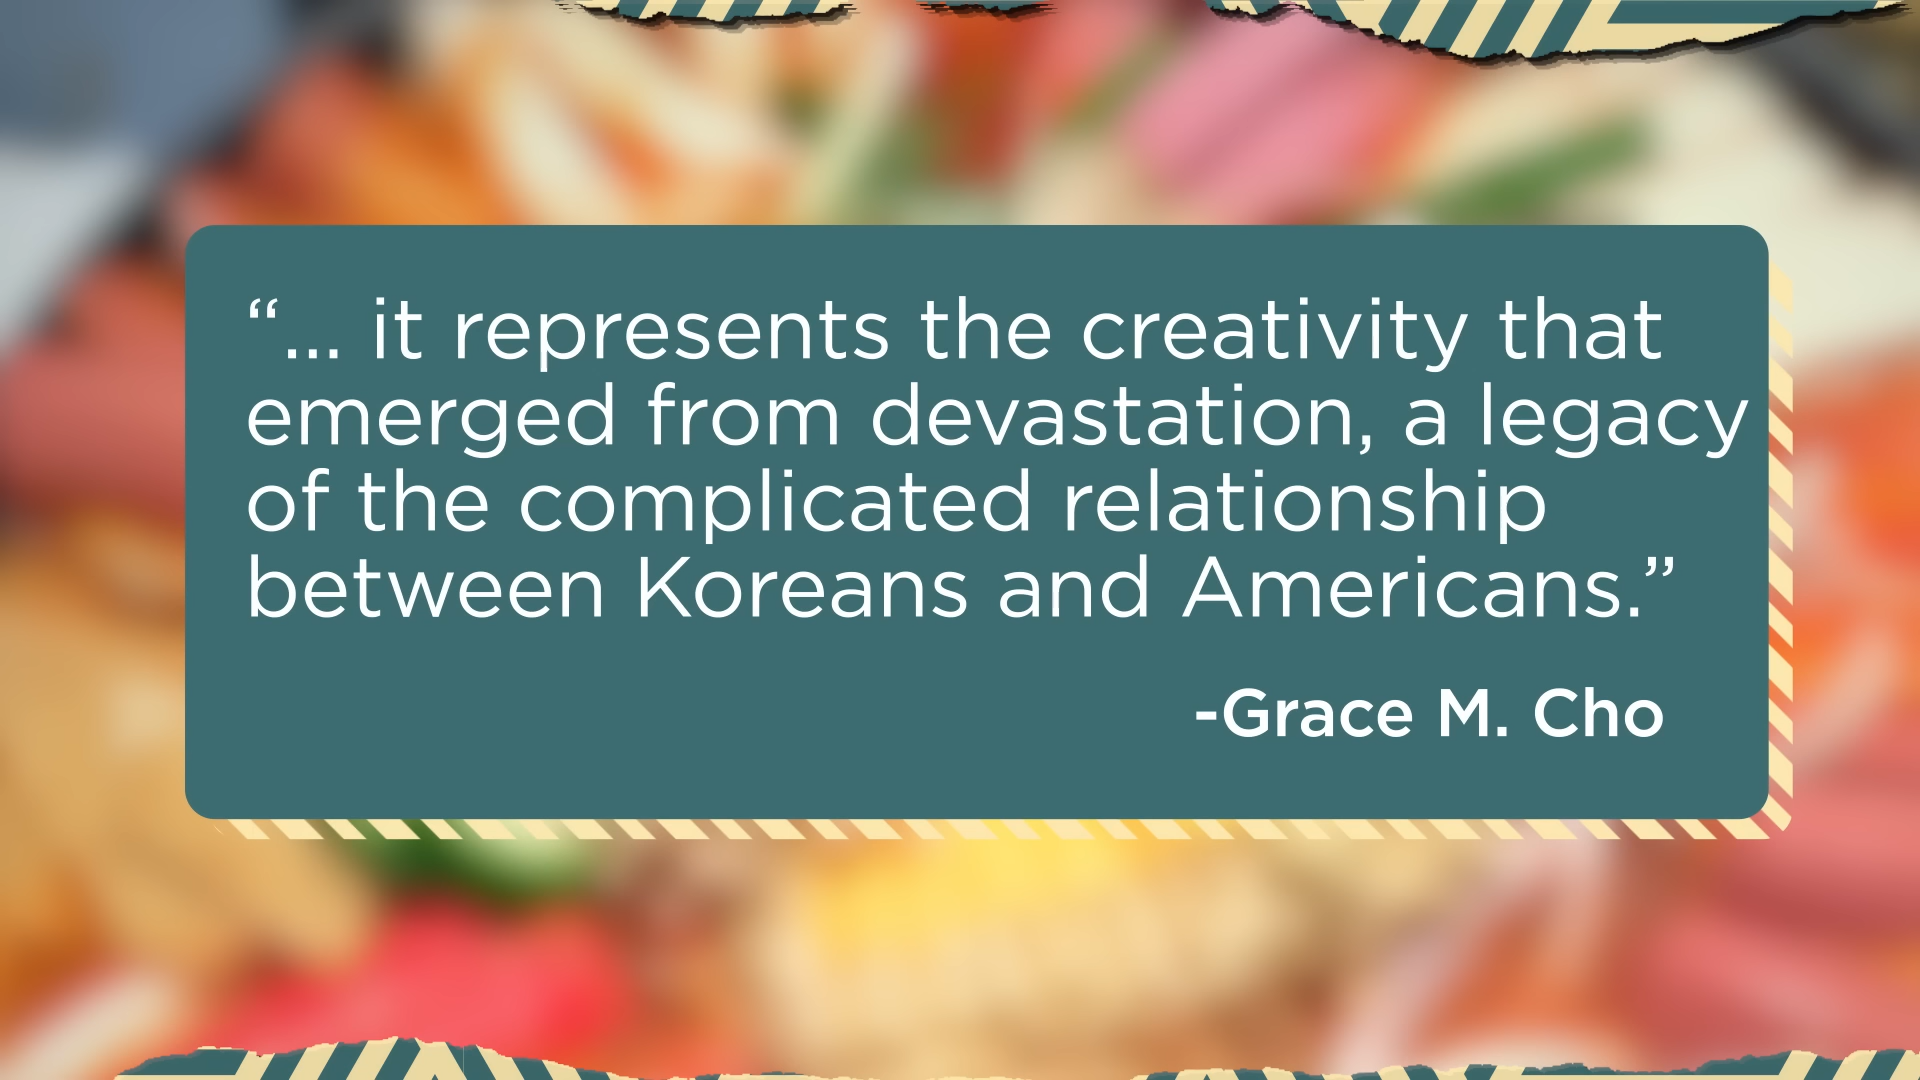 “... it represents the creativity that
emerged from devastation, a legacy
of the complicated relationship
between Koreans and Americans.”
-Grace M. Cho